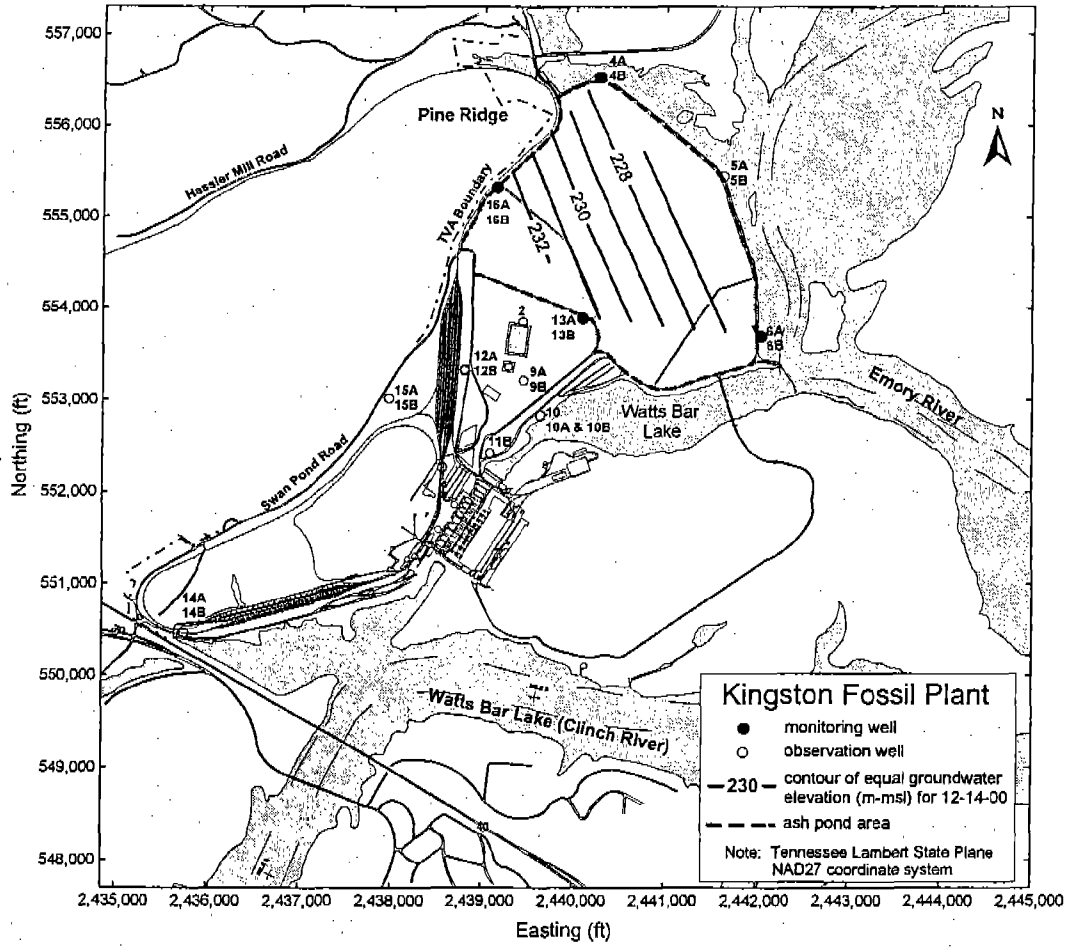 557,000
556,000
555,000
554,000
553,000
552,000
551,000
550,000
549,000
548,000
Northing (ft)
2,435,000
2,436,000
2,437,000
2,438,000
2,439,000
2,440,000
2,441,000
2,442,000
2,443,000
2,444,000
2,445,000
Easting (ft)
4A
4B
Pine Ridge
N
Hassler Mill Road
5A
5B
TVA Boundary
16A
16B
228
230
232
2
13A
13B
6A
6B
12A
12B
9A
9B
15A
15B
10
10A & 10B
Watts Bar
Lake
Emory River
11B
Swan Pond Road
14A
14B
Watts Bar Lake (Clinch River)
40
Kingston Fossil Plant
monitoring well
observation well
230 contour of equal groundwater
elevation (m-msl) for 12-14-00
ash pond area
Note: Tennessee Lambert State Plane
NAD27 coordinate system